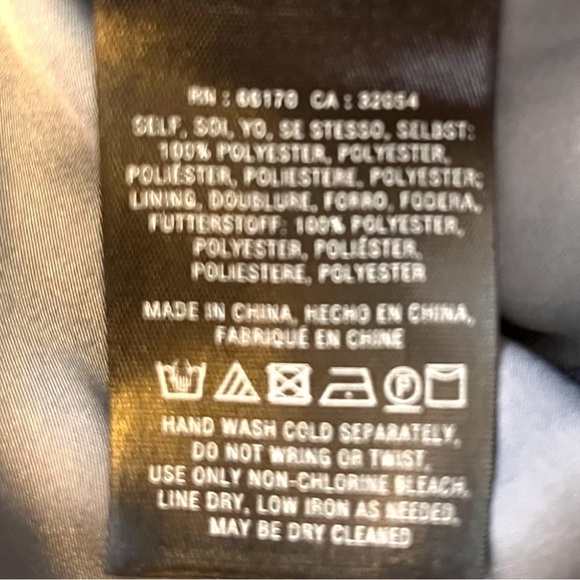 RN : 66170 CA : 32054
SELF, SOI, YO, SE STESSO, SELBST:
100% POLYESTER, POLYESTER,
POLIÉSTER, POLIESTERE, POLYESTER;
LINING, DOUBLURE, FORRO, FODERA,
FUTTERSTOFF: 100% POLYESTER,
POLYESTER, POLIÉSTER,
POLIESTERE, POLYESTER
MADE IN CHINA, HECHO EN CHINA,
FABRIQUÉ EN CHINE
P
HAND WASH COLD SEPARATELY,
DO NOT WRING OR TWIST,
USE ONLY NON-CHLORINE BLEACH,
LINE DRY, LOW IRON AS NEEDED,
MAY BE DRY CLEANED